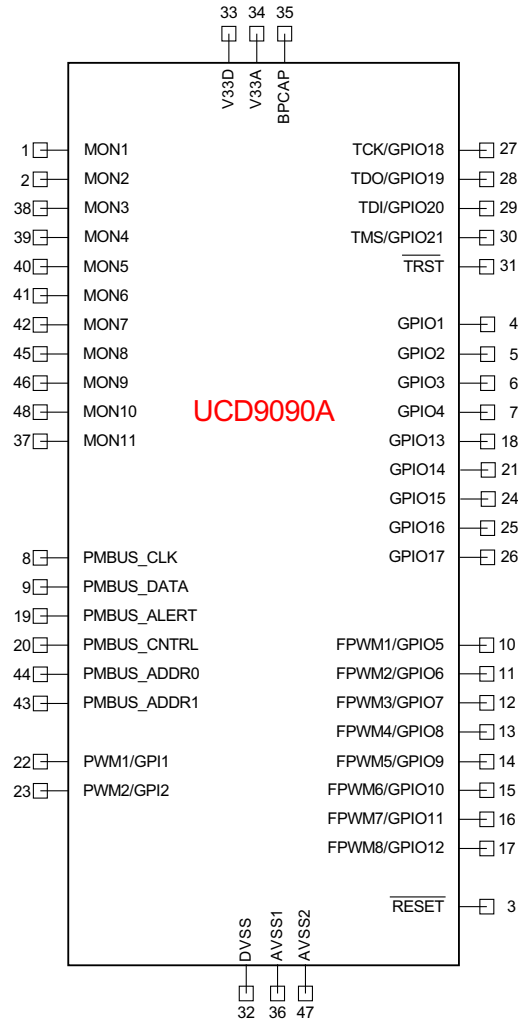 33 34 35
V33D V33A BPCAP
1 MON1 TCK/GPIO18 27
2 MON2 TDO/GPIO19 28
38 MON3 TDI/GPIO20 29
39 MON4 TMS/GPIO21 30
40 MON5 TRST 31
41 MON6
42 MON7 GPIO1 4
45 MON8 GPIO2 5
46 MON9 GPIO3 6
48 MON10 UCD9090A GPIO4 7
37 MON11 GPIO13 18
GPIO14 21
GPIO15 24
GPIO16 25
8 PMBUS_CLK GPIO17 26
9 PMBUS_DATA
19 PMBUS_ALERT
20 PMBUS_CNTRL FPWM1/GPIO5 10
44 PMBUS_ADDR0 FPWM2/GPIO6 11
43 PMBUS_ADDR1 FPWM3/GPIO7 12
FPWM4/GPIO8 13
22 PWM1/GPI1 FPWM5/GPIO9 14
23 PWM2/GPI2 FPWM6/GPIO10 15
FPWM7/GPIO11 16
FPWM8/GPIO12 17
RESET 3
DVSS AVSS1 AVSS2
32 36 47